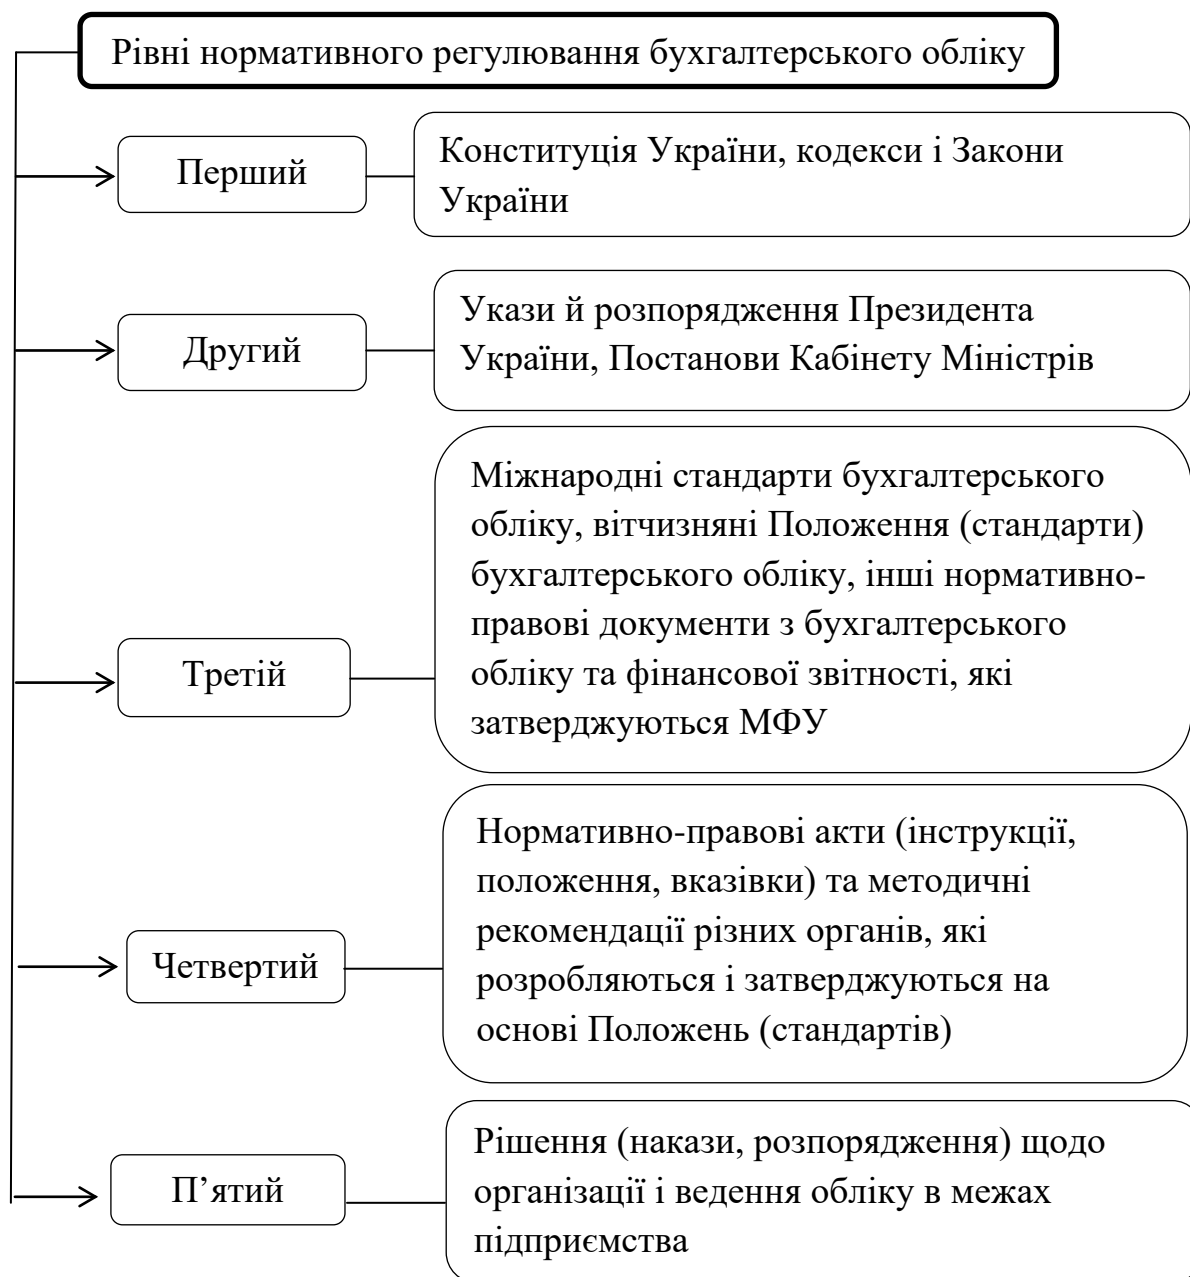 Рівні нормативного регулювання бухгалтерського обліку
Перший
Конституція України, кодекси і Закони
України
Другий
Укази й розпорядження Президента
України, Постанови Кабінету Міністрів
Третій
Міжнародні стандарти бухгалтерського
обліку, вітчизняні Положення (стандарти)
бухгалтерського обліку, інші нормативно-
правові документи з бухгалтерського
обліку та фінансової звітності, які
затверджуються МФУ
Четвертий
Нормативно-правові акти (інструкції,
положення, вказівки) та методичні
рекомендації різних органів, які
розробляються і затверджуються на
основі Положень (стандартів)
П’ятий
Рішення (накази, розпорядження) щодо
організації і ведення обліку в межах
підприємства